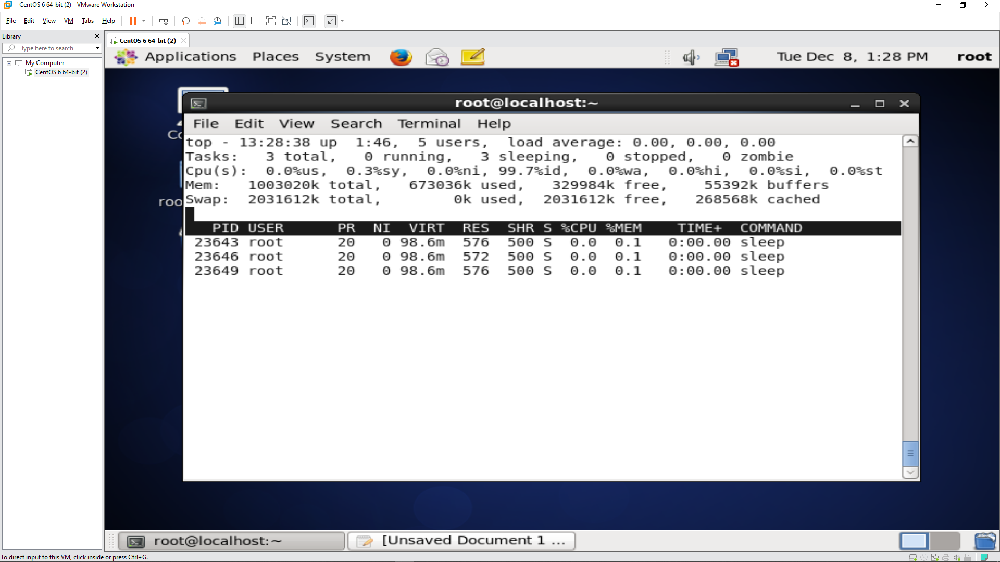 CentOS 6 64-bit (2) - VMware Workstation
File Edit View VM Tabs Help
Library
CentOS 6 64-bit (2)
Type here to search
My Computer
CentOS 6 64-bit (2)
Applications Places System Tue Dec 8, 1:28 PM root
root@localhost:~
File Edit View Search Terminal Help
Co
roo
top - 13:28:38 up 1:46, 5 users, load average: 0.00, 0.00, 0.00
Tasks: 3 total, 0 running, 3 sleeping, 0 stopped, 0 zombie
Cpu(s): 0.0%us, 0.3%sy, 0.0%ni, 99.7%id, 0.0%wa, 0.0%hi, 0.0%si, 0.0%st
Mem: 1003020k total, 673036k used, 329984k free, 55392k buffers
Swap: 2031612k total, 0k used, 2031612k free, 268568k cached
PID USER PR NI VIRT RES SHR S %CPU %MEM TIME+ COMMAND
23643 root 20 0 98.6m 576 500 S 0.0 0.1 0:00.00 sleep
23646 root 20 0 98.6m 572 500 S 0.0 0.1 0:00.00 sleep
23649 root 20 0 98.6m 576 500 S 0.0 0.1 0:00.00 sleep
root@localhost:~ [Unsaved Document 1 ...
To direct input to this VM, click inside or press Ctrl+G.